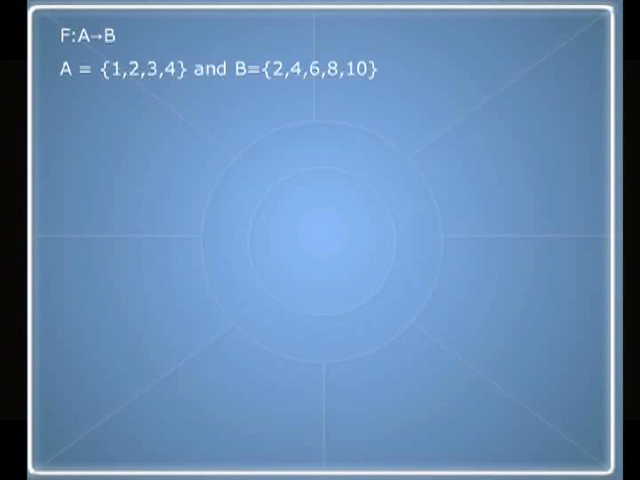 F:A→B
A = {1,2,3,4} and B={2,4,6,8,10}